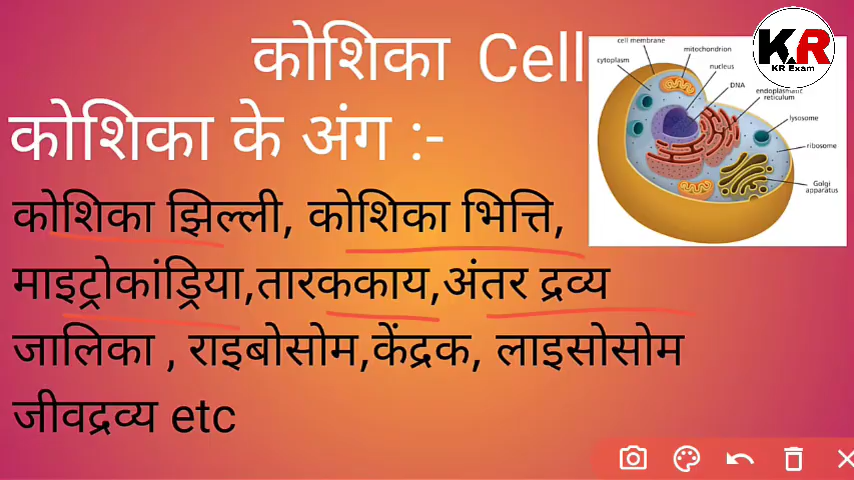 कोशिका Cell
कोशिका के अंग :-
कोशिका झिल्ली, कोशिका भित्ति,
माइट्रोकांड्रिया,तारककाय,अंतर द्रव्य
जालिका , राइबोसोम,केंद्रक, लाइसोसोम
जीवद्रव्य etc
KR
KR Exam
cell membrane
mitochondrion
cytoplasm
nucleus
DNA
endoplasmatic
reticulum
lysosome
ribosome
Golgi
apparatus